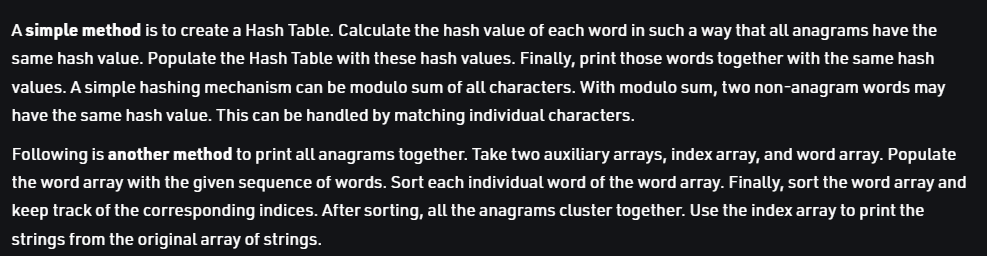 A simple method is to create a Hash Table. Calculate the hash value of each word in such a way that all anagrams have the
same hash value. Populate the Hash Table with these hash values. Finally, print those words together with the same hash
values. A simple hashing mechanism can be modulo sum of all characters. With modulo sum, two non-anagram words may
have the same hash value. This can be handled by matching individual characters.
Following is another method to print all anagrams together. Take two auxiliary arrays, index array, and word array. Populate
the word array with the given sequence of words. Sort each individual word of the word array. Finally, sort the word array and
keep track of the corresponding indices. After sorting, all the anagrams cluster together. Use the index array to print the
strings from the original array of strings.